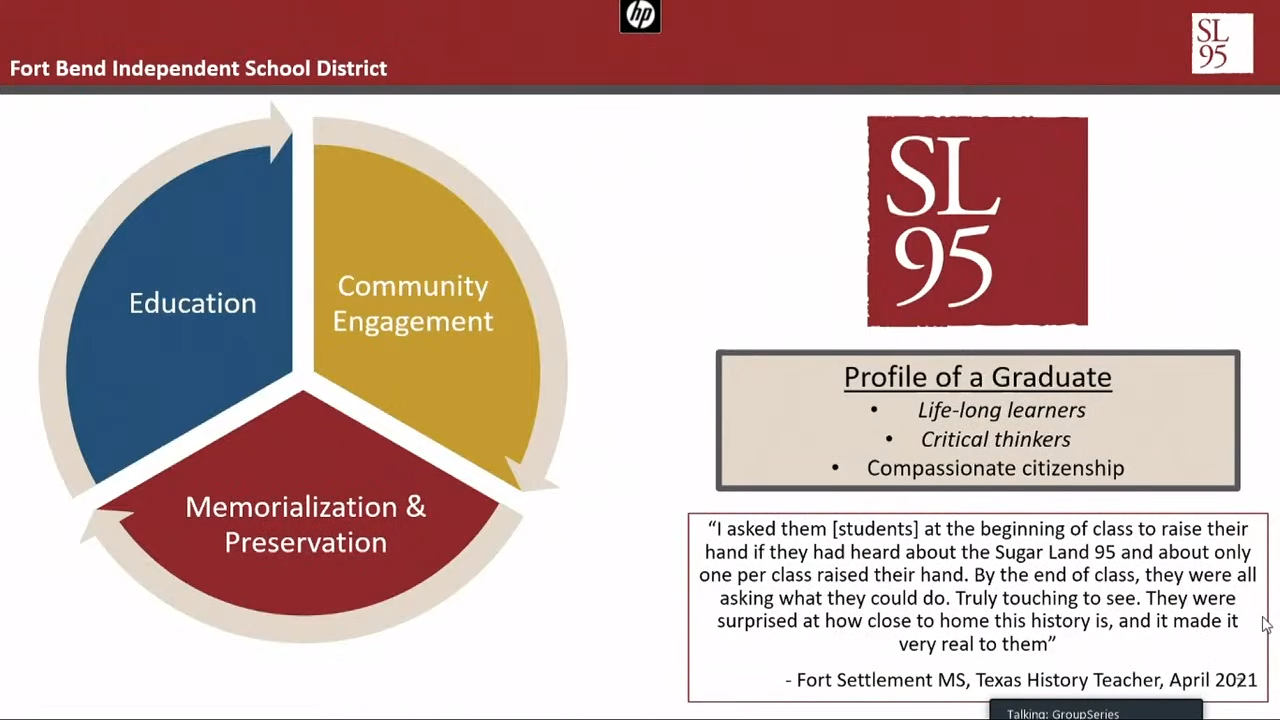 hp
SL
95
Fort Bend Independent School District
Education
Community
Engagement
Memorialization &
Preservation
SL
95
Profile of a Graduate
• Life-long learners
• Critical thinkers
• Compassionate citizenship
“I asked them [students] at the beginning of class to raise their
hand if they had heard about the Sugar Land 95 and about only
one per class raised their hand. By the end of class, they were all
asking what they could do. Truly touching to see. They were
surprised at how close to home this history is, and it made it
very real to them”
- Fort Settlement MS, Texas History Teacher, April 2021
Talking: GroupSeries